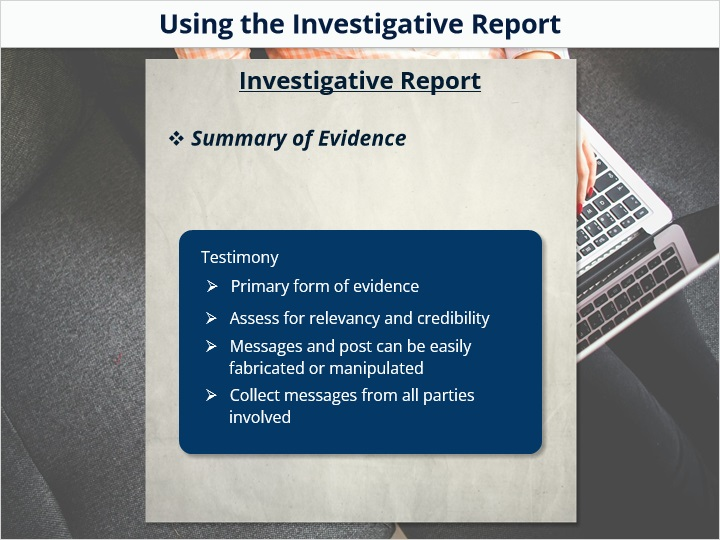 Using the Investigative Report
Investigative Report
❖ Summary of Evidence
Testimony
➢ Primary form of evidence
➢ Assess for relevancy and credibility
➢ Messages and post can be easily
fabricated or manipulated
➢ Collect messages from all parties
involved